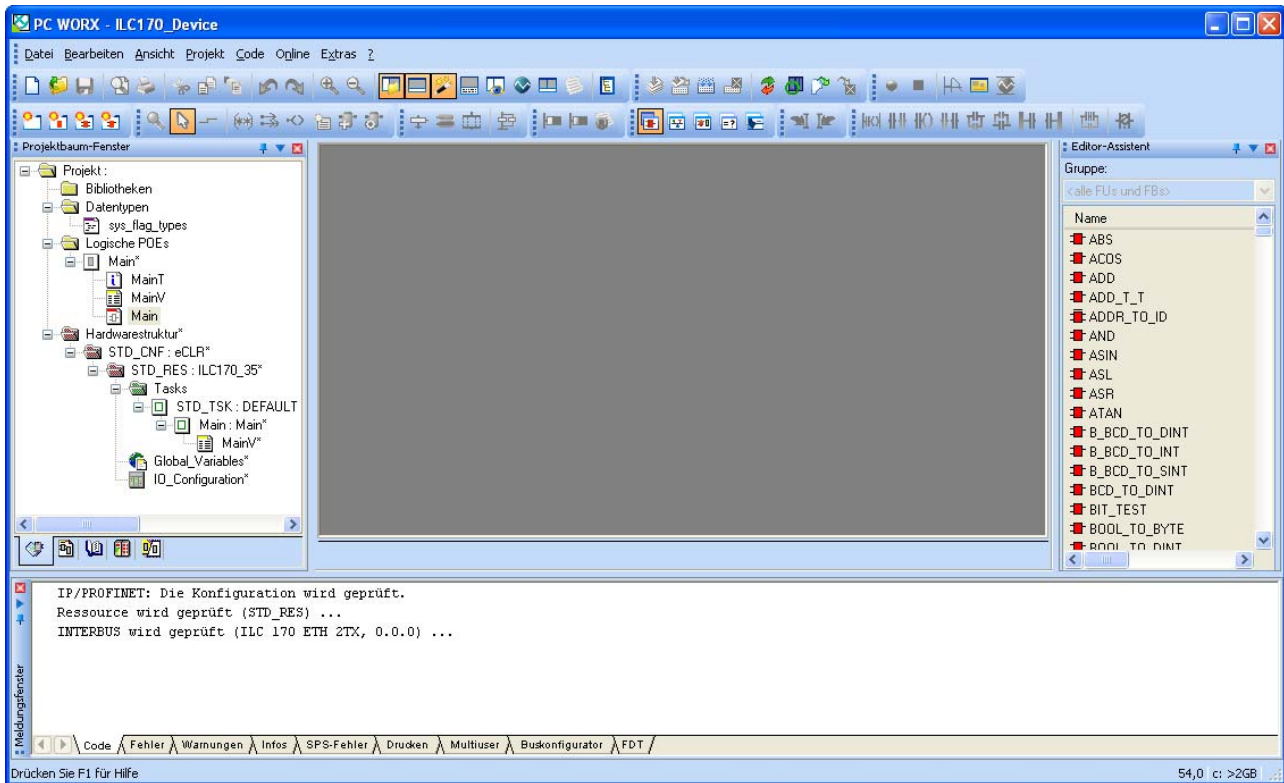 PC WORX - ILC170_Device
Datei Bearbeiten Ansicht Projekt Code Online Extras ?
Projektbaum-Fenster
Projekt :
Bibliotheken
Datentypen
sys_flag_types
Logische POEs
Main*
MainT
MainV
Main
Hardwarestruktur*
STD_CNF : eCLR*
STD_RES : ILC170_35*
Tasks
STD_TSK : DEFAULT
Main : Main*
MainV*
Global_Variables*
IO_Configuration*
Editor-Assistent
Gruppe:
<alle FUs und FBs>
Name
ABS
ACOS
ADD
ADD_T_T
ADDR_TO_ID
AND
ASIN
ASL
ASR
ATAN
B_BCD_TO_DINT
B_BCD_TO_INT
B_BCD_TO_SINT
BCD_TO_DINT
BIT_TEST
BOOL_TO_BYTE
BOOL_TO_DINT
Meldungsfenster
IP/PROFINET: Die Konfiguration wird geprüft.
Ressource wird geprüft (STD_RES) ...
INTERBUS wird geprüft (ILC 170 ETH 2TX, 0.0.0) ...
Code Fehler Warnungen Infos SPS-Fehler Drucken Multiuser Buskonfigurator FDT
Drücken Sie F1 für Hilfe 54,0 c: >2GB